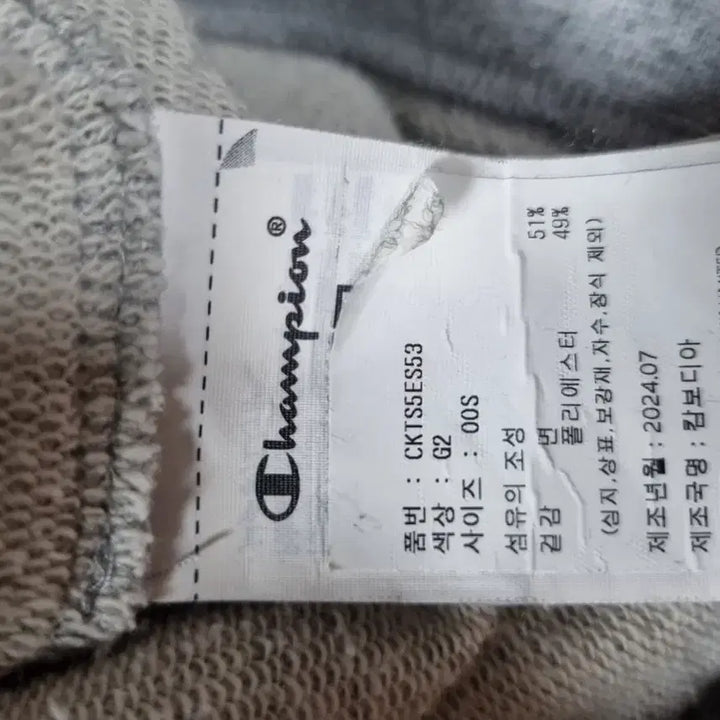 Champion®
품번 : CKTS5ES53
색상 : G2
사이즈 : 00S
섬유의 조성
겉감 면 51%
폴리에스터 49%
(심지,상표,보강재,자수,장식 제외)
제조년월 : 2024.07
제조국명 : 캄보디아